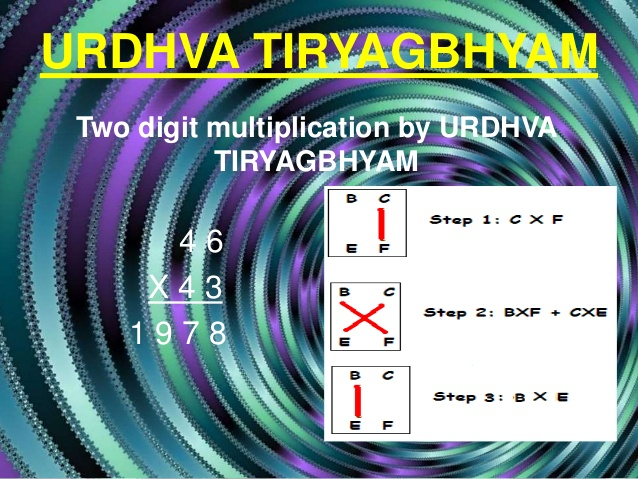 URDHVA TIRYAGBHYAM
Two digit multiplication by URDHVA
TIRYAGBHYAM
4 6
X 4 3
1 9 7 8
B C
E F
Step 1: C X F
B C
E F
Step 2: BXF + CXE
B C
E F
Step 3: B X E